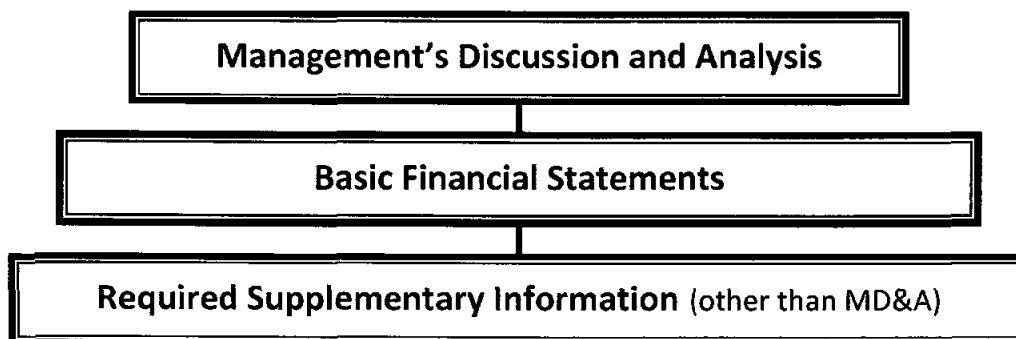 Management's Discussion and Analysis
Basic Financial Statements
Required Supplementary Information (other than MD&A)